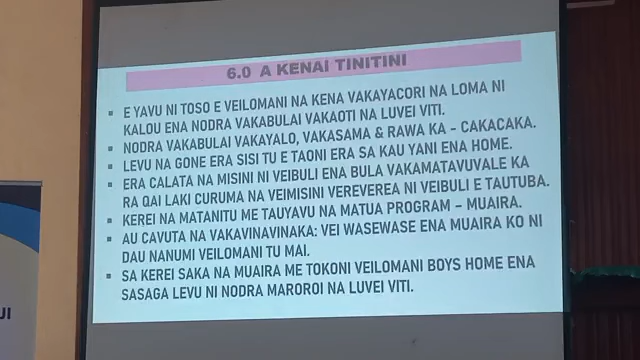 6.0 A KENAI TINITINI
▪ E YAVU NI TOSO E VEILOMANI NA KENA VAKAYACORI NA LOMA NI
KALOU ENA NODRA VAKABULAI VAKAOTI NA LUVEI VITI.
▪ NODRA VAKABULAI VAKAYALO, VAKASAMA & RAWA KA - CAKACAKA.
▪ LEVU NA GONE ERA SISI TU E TAONI ERA SA KAU YANI ENA HOME.
▪ ERA CALATA NA MISINI NI VEIBULI ENA BULA VAKAMATAVUVALE KA
RA QAI LAKI CURUMA NA VEIMISINI VEREVEREA NI VEIBULI E TAUTUBA.
▪ KEREI NA MATANITU ME TAUYAVU NA MATUA PROGRAM – MUAIRA.
▪ AU CAVUTA NA VAKAVINAVINAKA: VEI WASEWASE ENA MUAIRA KO NI
DAU NANUMI VEILOMANI TU MAI.
▪ SA KEREI SAKA NA MUAIRA ME TOKONI VEILOMANI BOYS HOME ENA
SASAGA LEVU NI NODRA MAROROI NA LUVEI VITI.
JI